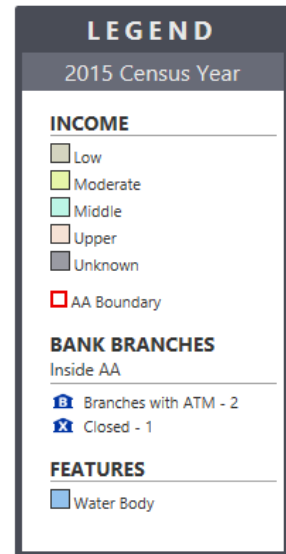 LEGEND
2015 Census Year
INCOME
Low
Moderate
Middle
Upper
Unknown
AA Boundary
BANK BRANCHES
Inside AA
B Branches with ATM - 2
X Closed - 1
FEATURES
Water Body